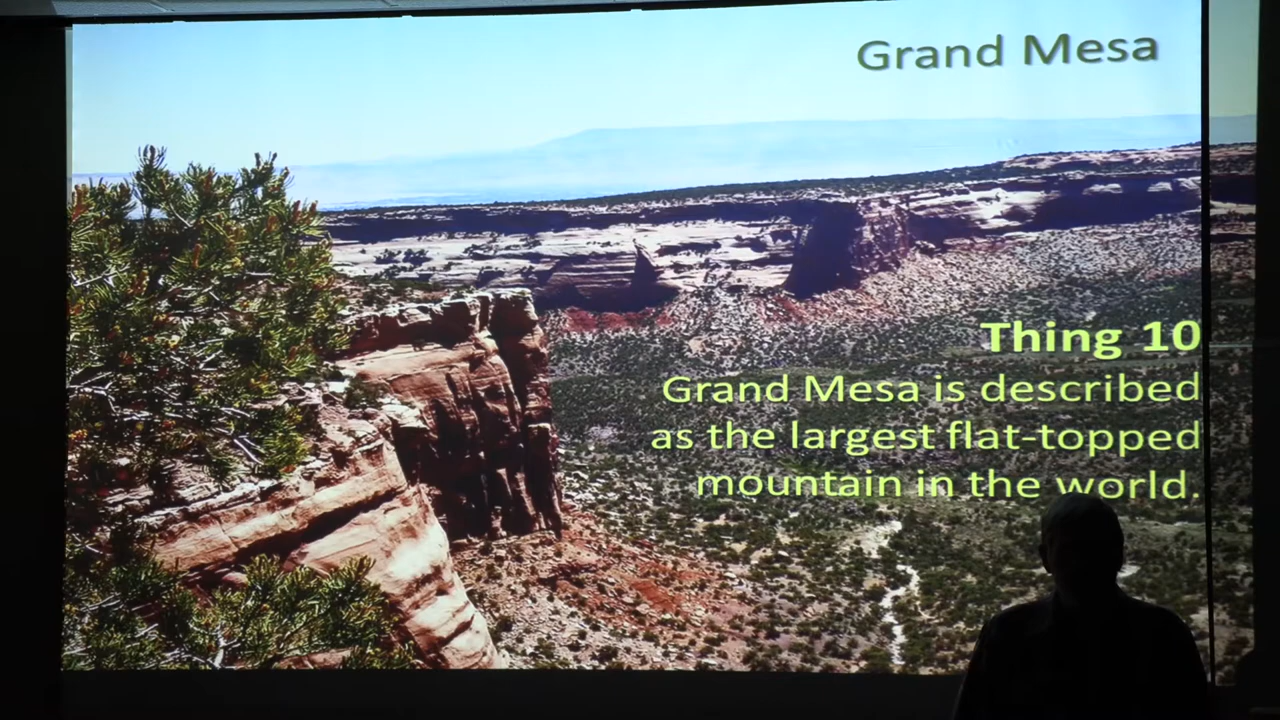 Grand Mesa
Thing 10
Grand Mesa is described
as the largest flat-topped
mountain in the world.